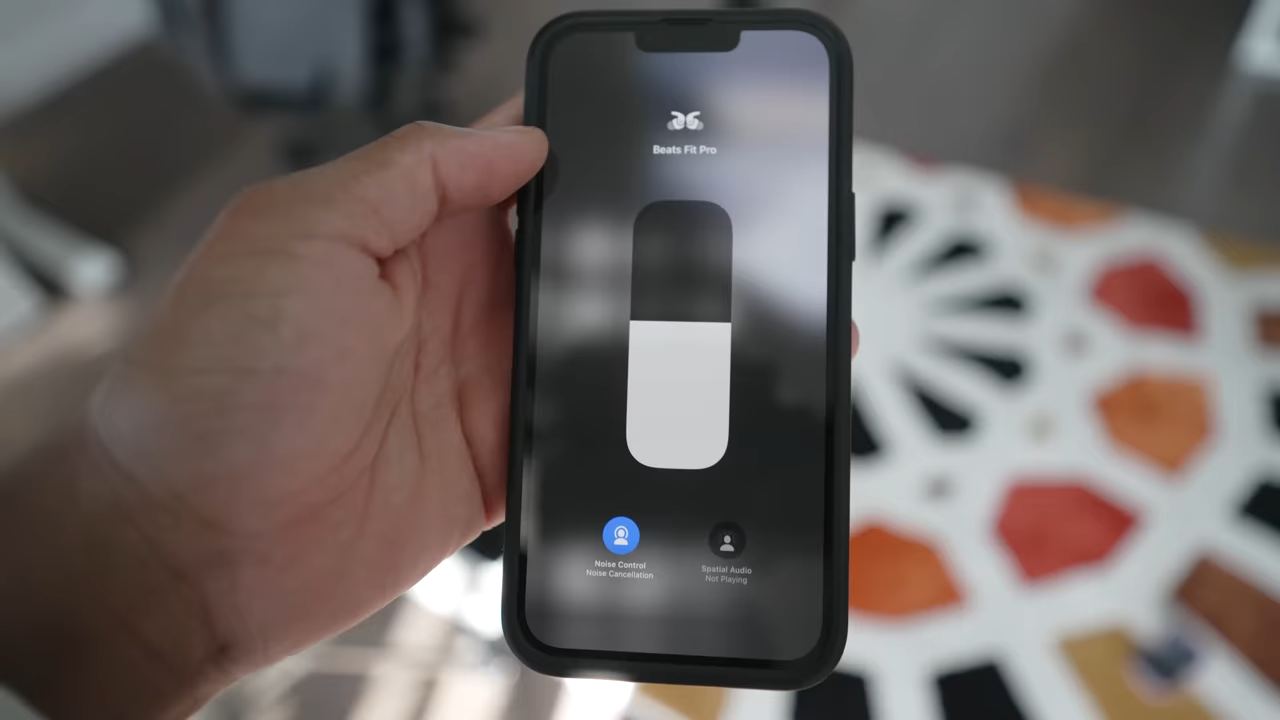 Beats Fit Pro
Noise Control
Noise Cancellation
Spatial Audio
Not Playing